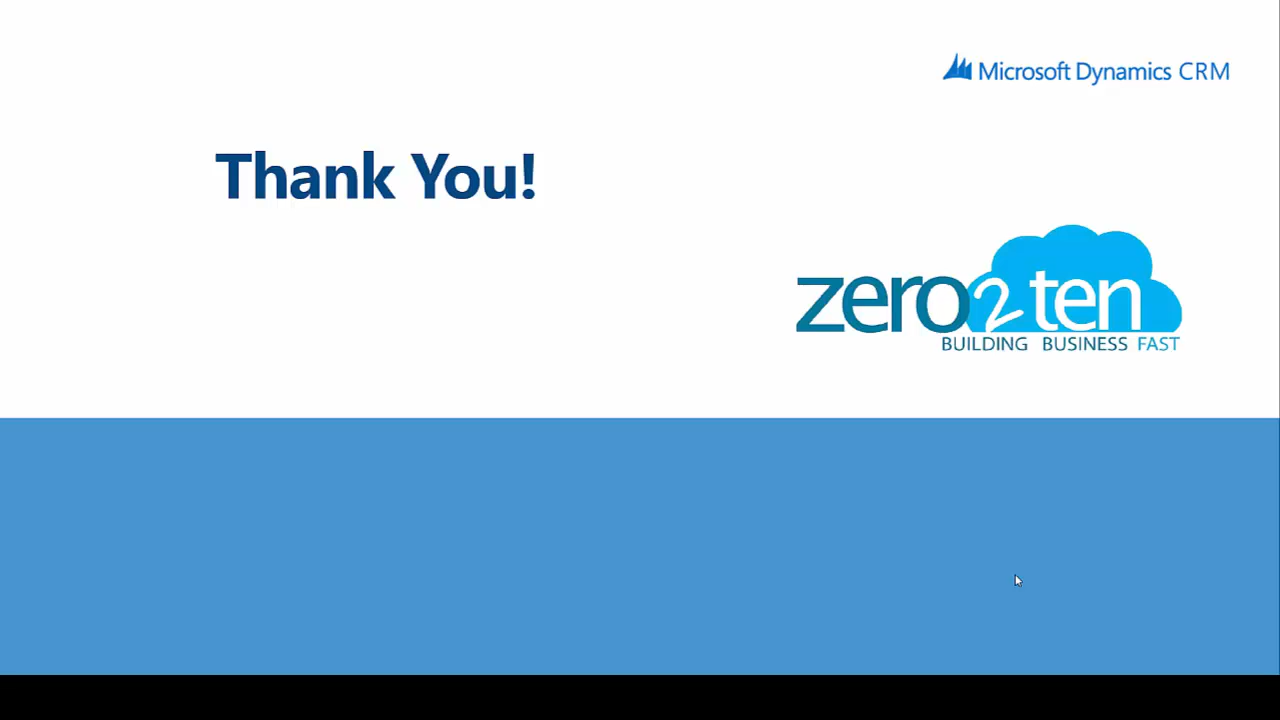 Microsoft Dynamics CRM
Thank You!
zero2ten
BUILDING BUSINESS FAST